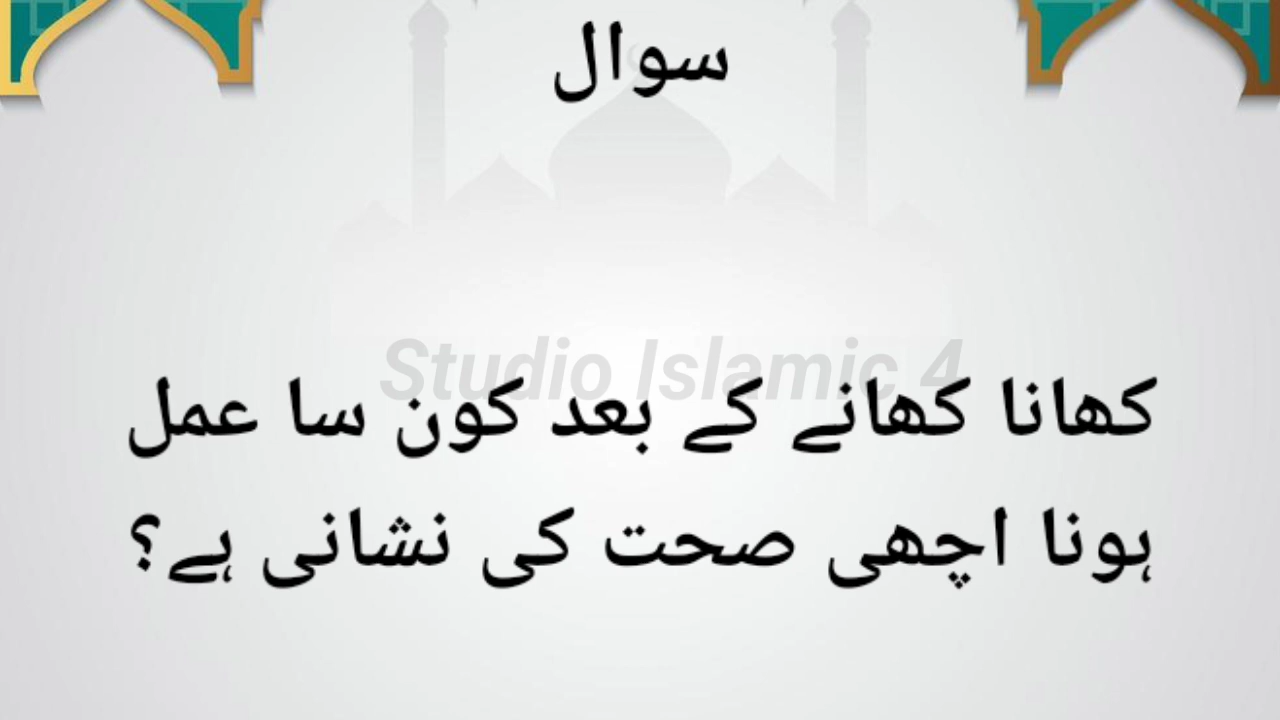 سوال
Studio Islamic 4
کھانا کھانے کے بعد کون سا عمل
ہونا اچھی صحت کی نشانی ہے؟